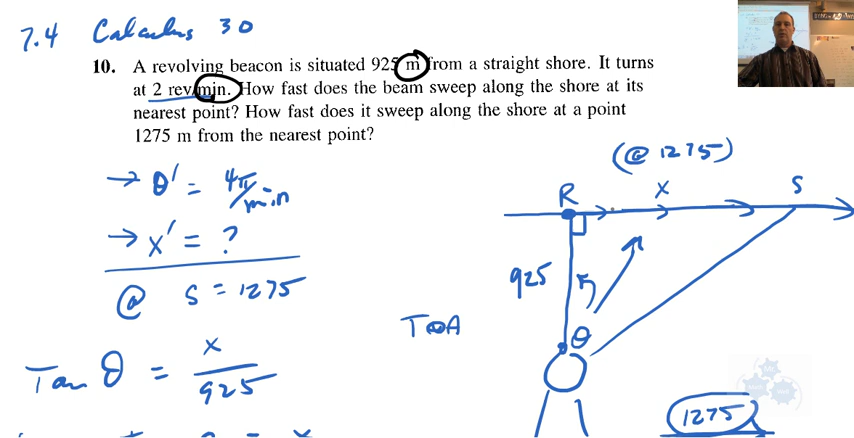 7.4 Calculus 30
10. A revolving beacon is situated 925 m from a straight shore. It turns
at 2 rev/min. How fast does the beam sweep along the shore at its
nearest point? How fast does it sweep along the shore at a point
1275 m from the nearest point?
(@ 1275)
→ θ' = 4π/min
R x S
→ x' = ?
925
@ S = 1275
TOA
θ
Tan θ = x/925
1275